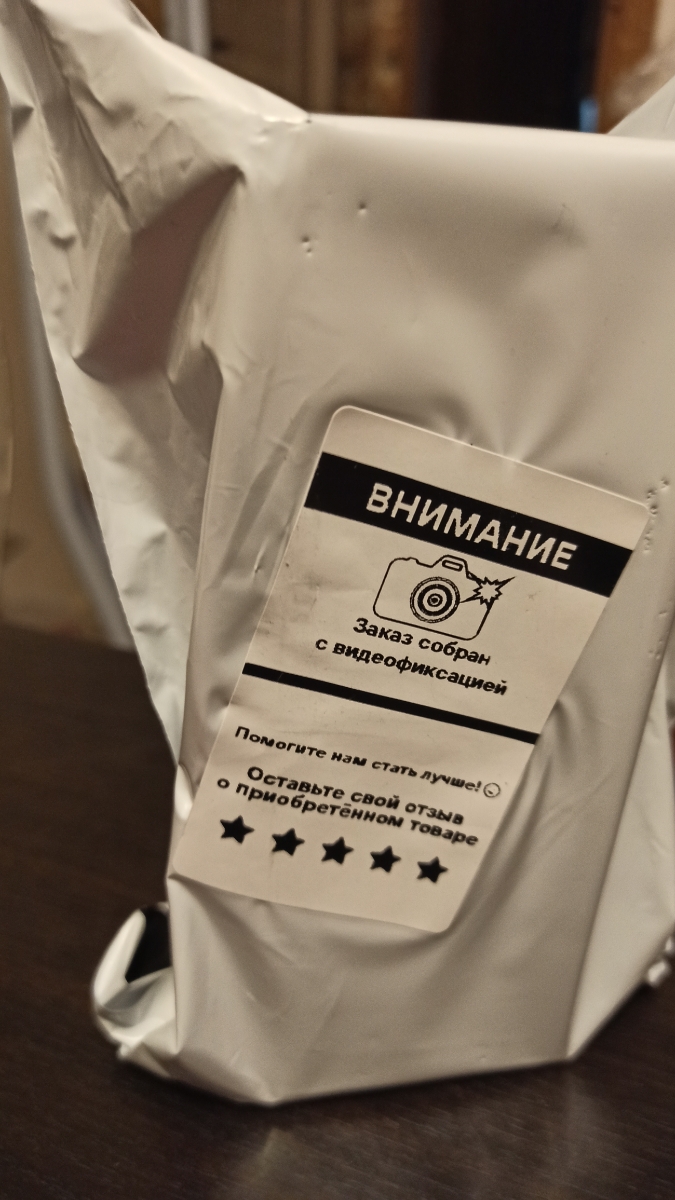 ВНИМАНИЕ
Заказ собран
с видеофиксацией
Помогите нам стать лучше!
Оставьте свой отзыв
о приобретённом товаре